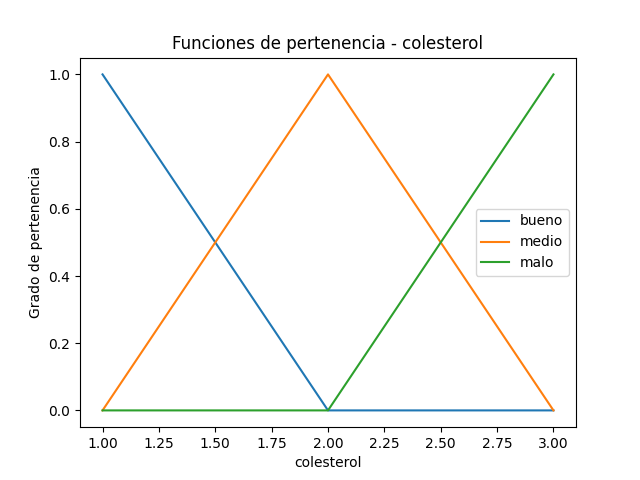 Funciones de pertenencia - colesterol
Grado de pertenencia
1.0
0.8
0.6
0.4
0.2
0.0
bueno
medio
malo
1.00 1.25 1.50 1.75 2.00 2.25 2.50 2.75 3.00
colesterol